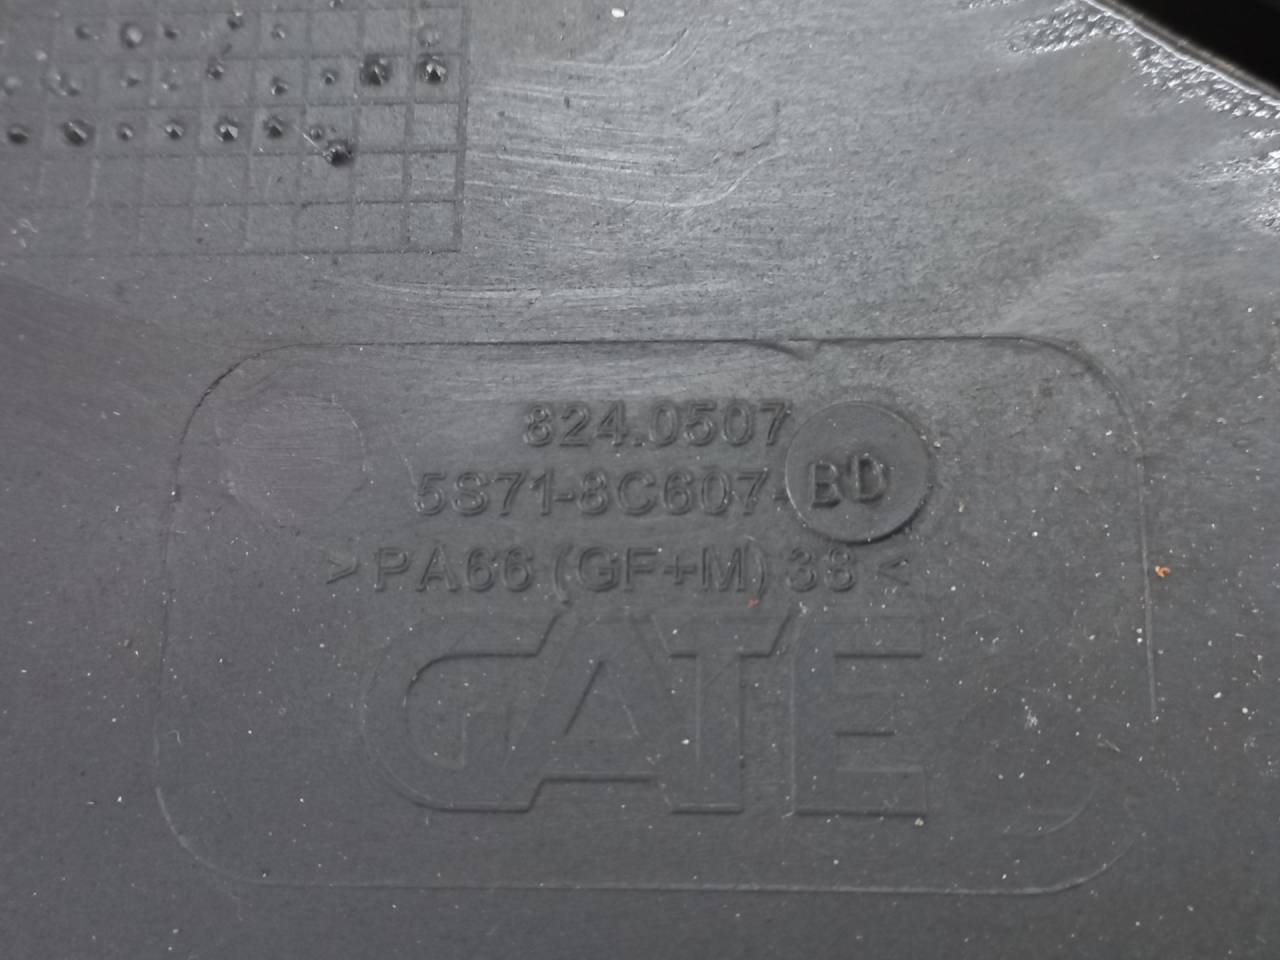 824.0507
5S71-8C607-BD
>PA66 (GF+M) 38<
GATE